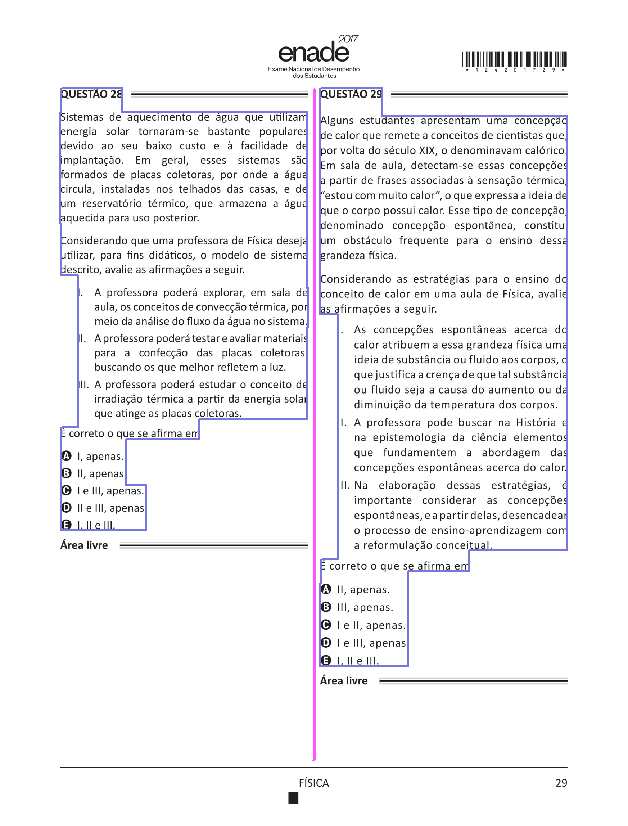 2017
enade
Exame Nacional de Desempenho
dos Estudantes
*R2420172 9*
QUESTÃO 28
Sistemas de aquecimento de água que utilizam
energia solar tornaram-se bastante populares
devido ao seu baixo custo e à facilidade de
implantação. Em geral, esses sistemas são
formados de placas coletoras, por onde a água
circula, instaladas nos telhados das casas, e de
um reservatório térmico, que armazena a água
aquecida para uso posterior.
Considerando que uma professora de Física deseja
utilizar, para fins didáticos, o modelo de sistema
descrito, avalie as afirmações a seguir.
I. A professora poderá explorar, em sala de
aula, os conceitos de convecção térmica, por
meio da análise do fluxo da água no sistema.
II. A professora poderá testar e avaliar materiais
para a confecção das placas coletoras
buscando os que melhor refletem a luz.
III. A professora poderá estudar o conceito de
irradiação térmica a partir da energia solar
que atinge as placas coletoras.
É correto o que se afirma em
A I, apenas.
B II, apenas
C I e III, apenas.
D II e III, apenas
E I, II e III.
Área livre
QUESTÃO 29
Alguns estudantes apresentam uma concepção
de calor que remete a conceitos de cientistas que,
por volta do século XIX, o denominavam calórico.
Em sala de aula, detectam-se essas concepções
a partir de frases associadas à sensação térmica,
"estou com muito calor", o que expressa a ideia de
que o corpo possui calor. Esse tipo de concepção,
denominado concepção espontânea, constitui
um obstáculo frequente para o ensino dessa
grandeza física.
Considerando as estratégias para o ensino do
conceito de calor em uma aula de Física, avalie
as afirmações a seguir.
I. As concepções espontâneas acerca do
calor atribuem a essa grandeza física uma
ideia de substância ou fluido aos corpos, o
que justifica a crença de que tal substância
ou fluido seja a causa do aumento ou da
diminuição da temperatura dos corpos.
II. A professora pode buscar na História e
na epistemologia da ciência elementos
que fundamentem a abordagem das
concepções espontâneas acerca do calor.
III. Na elaboração dessas estratégias, é
importante considerar as concepções
espontâneas, e a partir delas, desencadear
o processo de ensino-aprendizagem com
a reformulação conceitual.
É correto o que se afirma em
A II, apenas.
B III, apenas.
C I e II, apenas.
D I e III, apenas
E I, II e III.
Área livre
FÍSICA
29